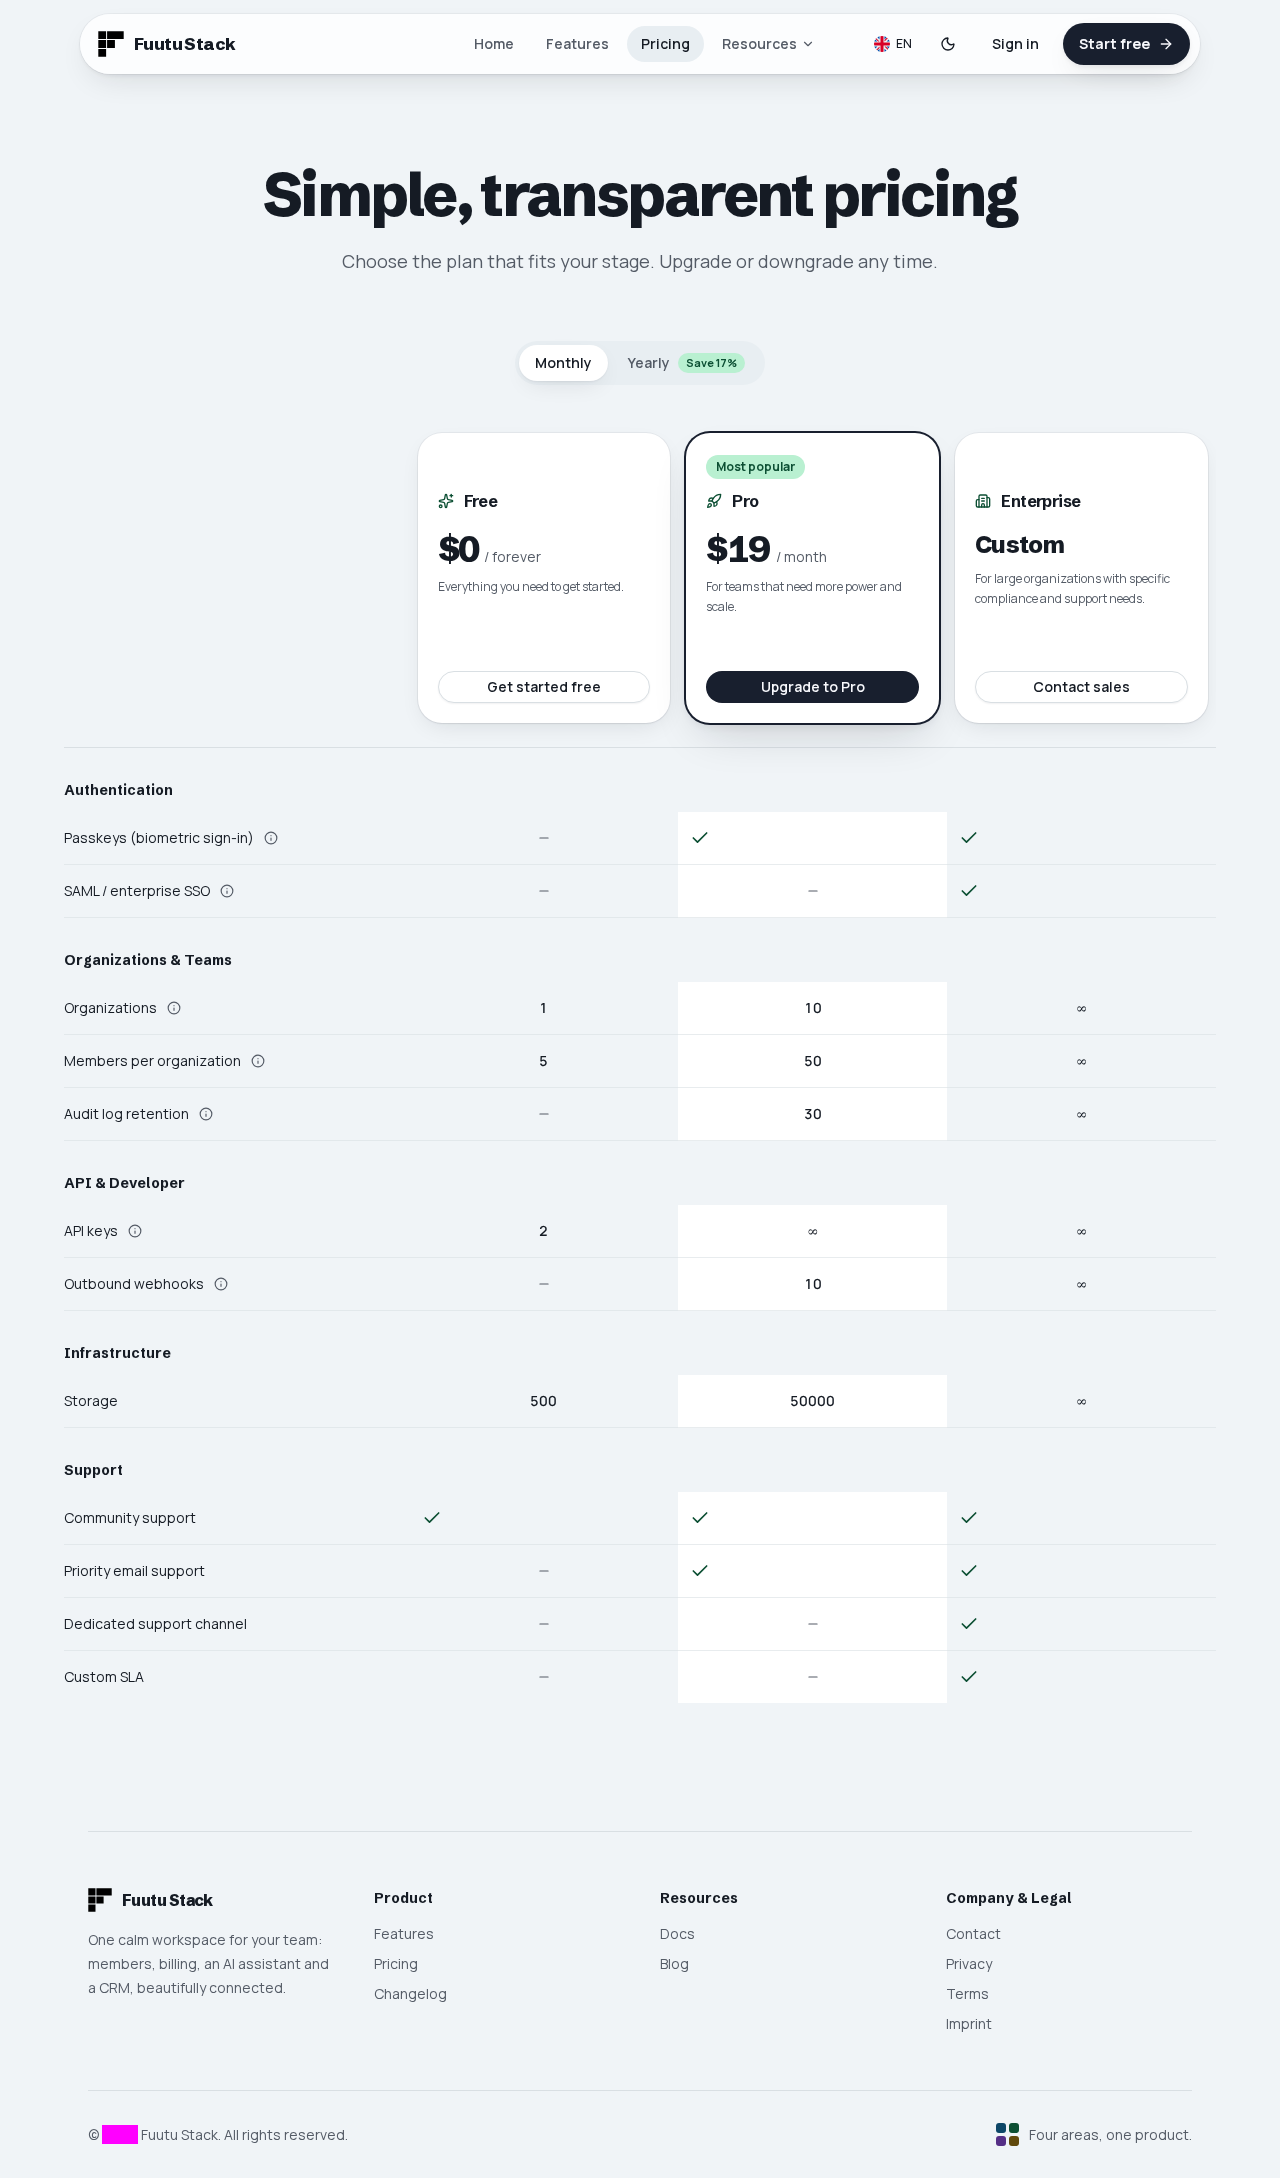 Fuutu Stack
Home
Features
Pricing
Resources
EN
Sign in
Start free
Simple, transparent pricing
Choose the plan that fits your stage. Upgrade or downgrade any time.
Monthly
Yearly
Save 17%
Free
$0 / forever
Everything you need to get started.
Get started free
Most popular
Pro
$19 / month
For teams that need more power and
scale.
Upgrade to Pro
Enterprise
Custom
For large organizations with specific
compliance and support needs.
Contact sales
Authentication
Passkeys (biometric sign-in) –
SAML / enterprise SSO – –
Organizations & Teams
Organizations 1 10 ∞
Members per organization 5 50 ∞
Audit log retention – 30 ∞
API & Developer
API keys 2 ∞ ∞
Outbound webhooks – 10 ∞
Infrastructure
Storage 500 50000 ∞
Support
Community support
Priority email support –
Dedicated support channel – –
Custom SLA – –
Fuutu Stack
One calm workspace for your team:
members, billing, an AI assistant and
a CRM, beautifully connected.
Product
Features
Pricing
Changelog
Resources
Docs
Blog
Company & Legal
Contact
Privacy
Terms
Imprint
© Fuutu Stack. All rights reserved.
Four areas, one product.